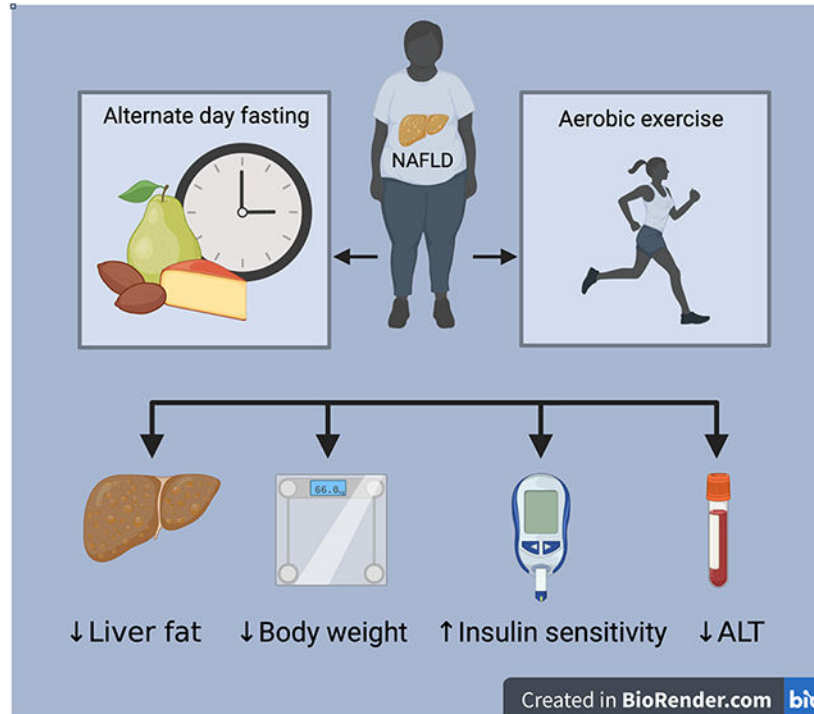 Alternate day fasting
NAFLD
Aerobic exercise
66.0
↓Liver fat
↓Body weight
↑Insulin sensitivity
↓ALT
Created in BioRender.com